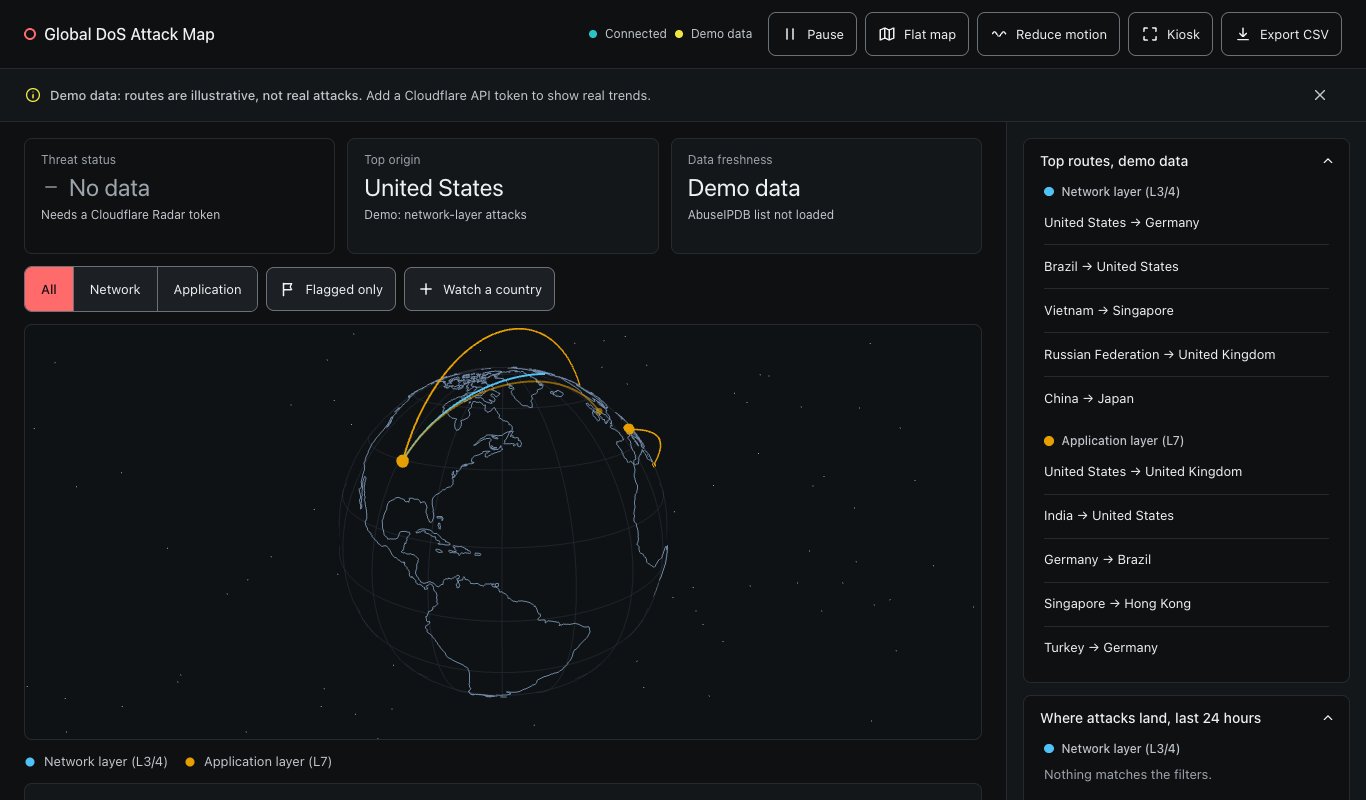 Global DoS Attack Map
Connected
Demo data
Pause
Flat map
Reduce motion
Kiosk
Export CSV
Demo data: routes are illustrative, not real attacks. Add a Cloudflare API token to show real trends.
Threat status
– No data
Needs a Cloudflare Radar token
Top origin
United States
Demo: network-layer attacks
Data freshness
Demo data
AbuseIPDB list not loaded
All
Network
Application
Flagged only
Watch a country
Network layer (L3/4)
Application layer (L7)
Top routes, demo data
Network layer (L3/4)
United States → Germany
Brazil → United States
Vietnam → Singapore
Russian Federation → United Kingdom
China → Japan
Application layer (L7)
United States → United Kingdom
India → United States
Germany → Brazil
Singapore → Hong Kong
Turkey → Germany
Where attacks land, last 24 hours
Network layer (L3/4)
Nothing matches the filters.